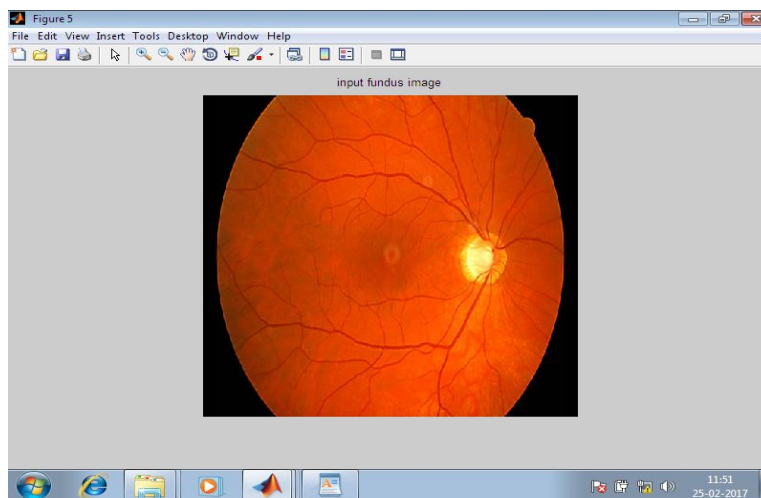 Figure 5
File Edit View Insert Tools Desktop Window Help
input fundus image
11:51
25-02-2017